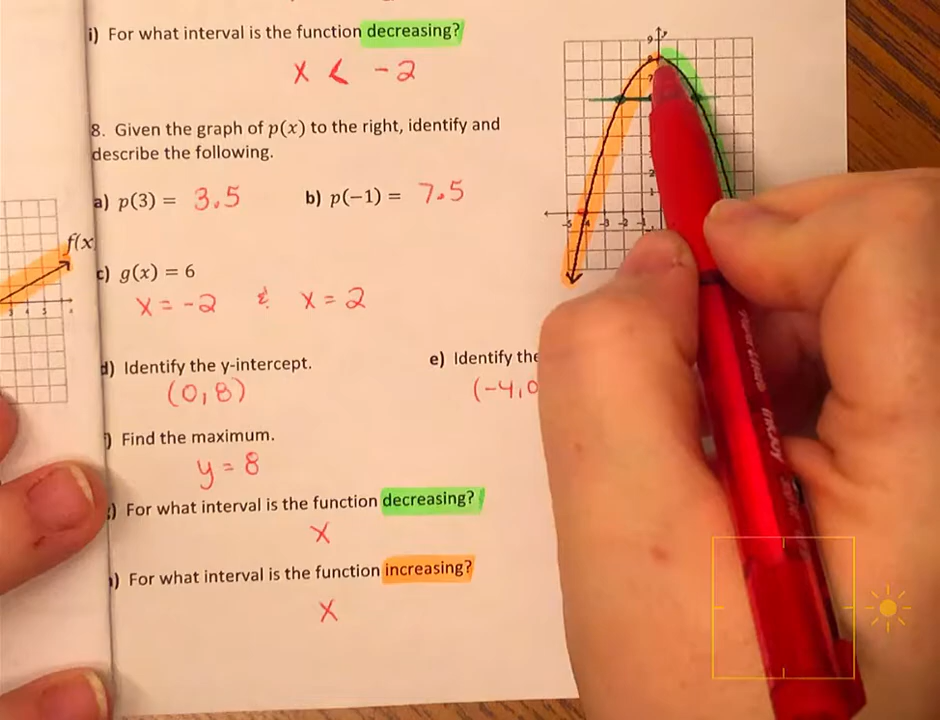 i) For what interval is the function decreasing?
x < -2
8. Given the graph of p(x) to the right, identify and
describe the following.
a) p(3) = 3.5 b) p(−1) = 7.5
f(x
c) g(x) = 6
x = -2 & x = 2
d) Identify the y-intercept. e) Identify the
(0,8) (-4,0
) Find the maximum.
y = 8
) For what interval is the function decreasing?
x
) For what interval is the function increasing?
x